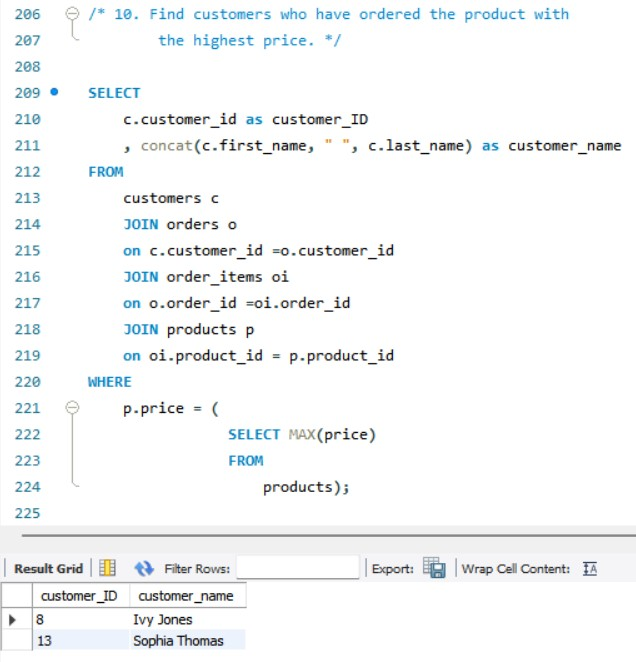 206 /* 10. Find customers who have ordered the product with
207 the highest price. */
208
209 SELECT
210 c.customer_id as customer_ID
211 , concat(c.first_name, " ", c.last_name) as customer_name
212 FROM
213 customers c
214 JOIN orders o
215 on c.customer_id =o.customer_id
216 JOIN order_items oi
217 on o.order_id =oi.order_id
218 JOIN products p
219 on oi.product_id = p.product_id
220 WHERE
221 p.price = (
222 SELECT MAX(price)
223 FROM
224 products);
225
Result Grid Filter Rows: Export: Wrap Cell Content: IA
customer_ID customer_name
8 Ivy Jones
13 Sophia Thomas